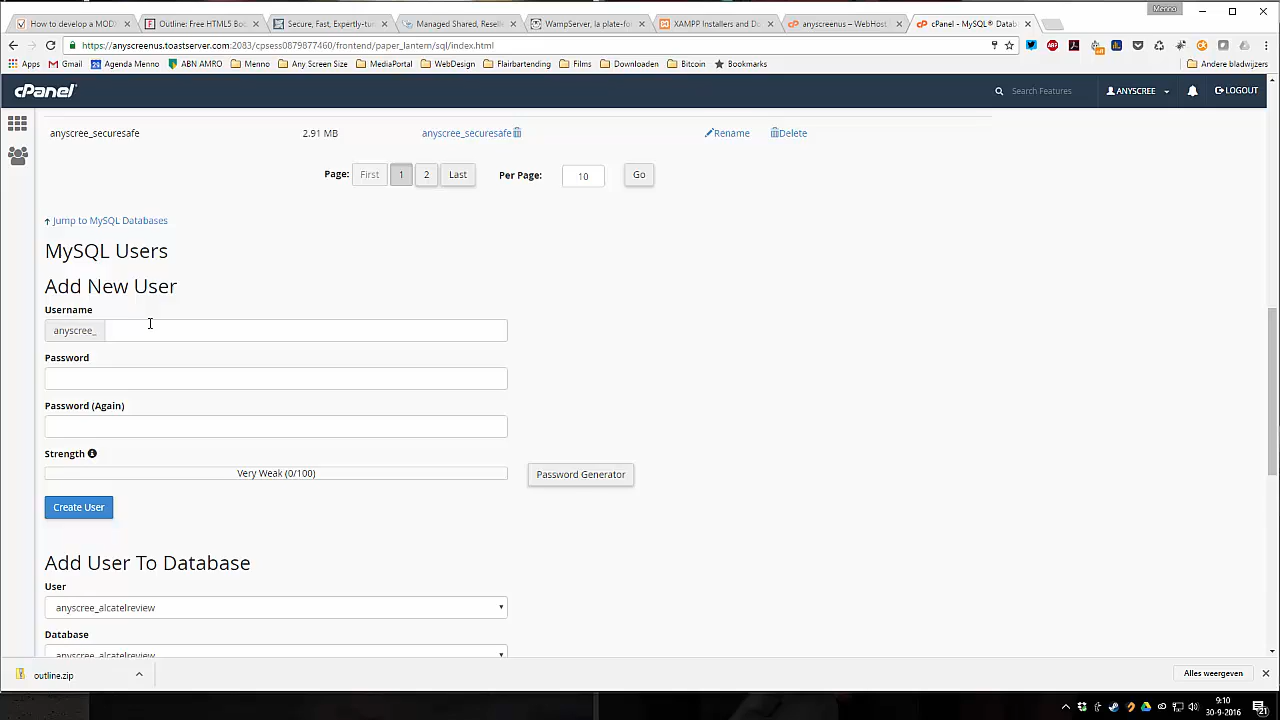 Menno
How to develop a MODX
Outline: Free HTML5 Boo
Secure, Fast, Expertly-tun
Managed Shared, Resell
WampServer, la plate-for
XAMPP Installers and Do
anyscreenus – WebHost
cPanel - MySQL® Datab
https://anyscreenus.toastserver.com:2083/cpsess0879877460/frontend/paper_lantern/sql/index.html
Apps
Gmail
Agenda Menno
ABN AMRO
Menno
Any Screen Size
MediaPortal
WebDesign
Flairbartending
Films
Downloaden
Bitcoin
Bookmarks
Andere bladwijzers
cPanel
Search Features
ANYSCREE
LOGOUT
anyscree_securesafe 2.91 MB anyscree_securesafe Rename Delete
Page: First 1 2 Last Per Page: 10 Go
Jump to MySQL Databases
MySQL Users
Add New User
Username
anyscree_
Password
Password (Again)
Strength
Very Weak (0/100)
Password Generator
Create User
Add User To Database
User
anyscree_alcatelreview
Database
anyscree_alcatelreview
outline.zip
Alles weergeven
9:10
30-9-2016